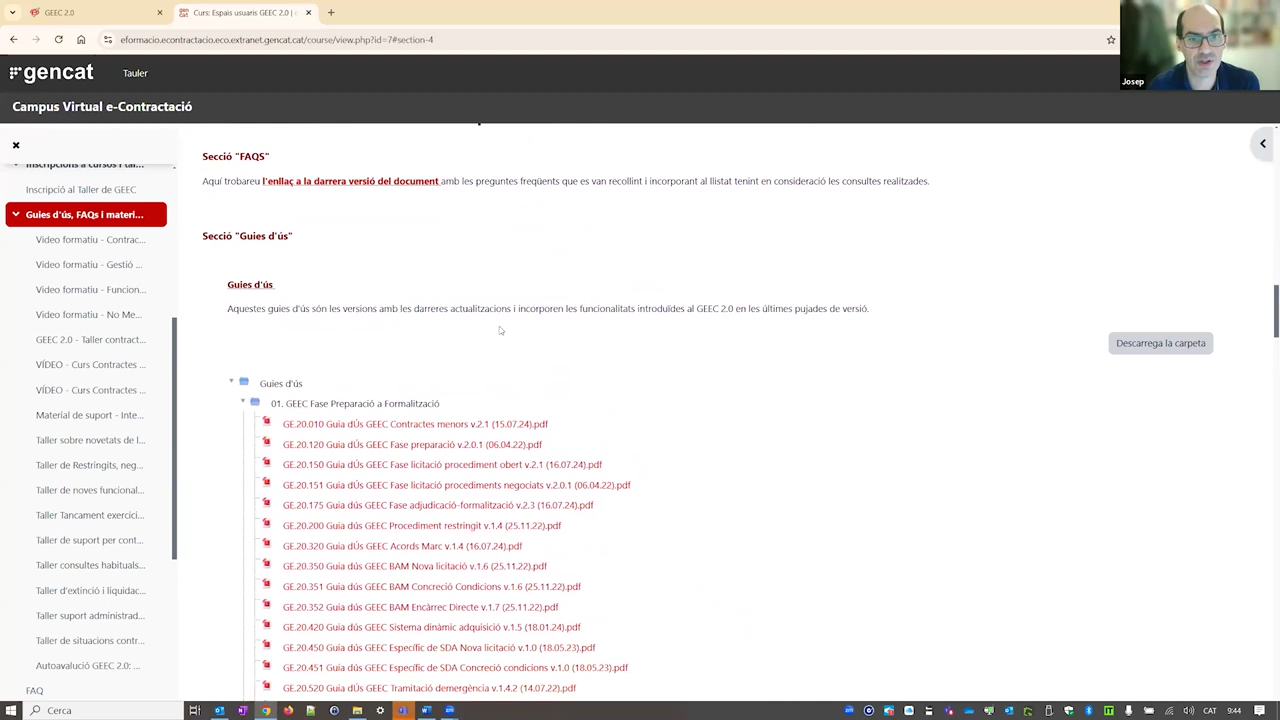 GEEC 2.0
Curs: Espais usuaris GEEC 2.0 |
eformacio.econtractacio.eco.extranet.gencat.cat/course/view.php?id=7#section-4
gencat
Tauler
Josep
Campus Virtual e-Contractació
Inscripcions a cursos i tal...
Inscripció al Taller de GEEC
Guies d'ús, FAQs i materi...
Video formatiu - Contrac...
Video formatiu - Gestió ...
Video formatiu - Funcion...
Video formatiu - No Me...
GEEC 2.0 - Taller contract...
VÍDEO - Curs Contractes ...
VÍDEO - Curs Contractes ...
Material de suport - Inte...
Taller sobre novetats de l...
Taller de Restringits, neg...
Taller de noves funcional...
Taller Tancament exercici...
Taller de suport per cont...
Taller consultes habituals...
Taller d'extinció i liquidac...
Taller suport administrad...
Taller de situacions contr...
Autoavalució GEEC 2.0: ...
FAQ
Secció "FAQS"
Aquí trobareu l'enllaç a la darrera versió del document amb les preguntes freqüents que es van recollint i incorporant al llistat tenint en consideració les consultes realitzades.
Secció "Guies d'ús"
Guies d'ús
Aquestes guies d'ús són les versions amb les darreres actualitzacions i incorporen les funcionalitats introduïdes al GEEC 2.0 en les últimes pujades de versió.
Descarrega la carpeta
Guies d'ús
01. GEEC Fase Preparació a Formalització
GE.20.010 Guia dÚs GEEC Contractes menors v.2.1 (15.07.24).pdf
GE.20.120 Guia dÚs GEEC Fase preparació v.2.0.1 (06.04.22).pdf
GE.20.150 Guia dÚs GEEC Fase licitació procediment obert v.2.1 (16.07.24).pdf
GE.20.151 Guia dÚs GEEC Fase licitació procediments negociats v.2.0.1 (06.04.22).pdf
GE.20.175 Guia dús GEEC Fase adjudicació-formalització v.2.3 (16.07.24).pdf
GE.20.200 Guia dús GEEC Procediment restringit v.1.4 (25.11.22).pdf
GE.20.320 Guia dÚs GEEC Acords Marc v.1.4 (16.07.24).pdf
GE.20.350 Guia dús GEEC BAM Nova licitació v.1.6 (25.11.22).pdf
GE.20.351 Guia dús GEEC BAM Concreció Condicions v.1.6 (25.11.22).pdf
GE.20.352 Guia dús GEEC BAM Encàrrec Directe v.1.7 (25.11.22).pdf
GE.20.420 Guia dús GEEC Sistema dinàmic adquisició v.1.5 (18.01.24).pdf
GE.20.450 Guia dús GEEC Específic de SDA Nova licitació v.1.0 (18.05.23).pdf
GE.20.451 Guia dús GEEC Específic de SDA Concreció condicions v.1.0 (18.05.23).pdf
GE.20.520 Guia dús GEEC Tramitació demergència v.1.4.2 (14.07.22).pdf
Cerca
CAT
9:44